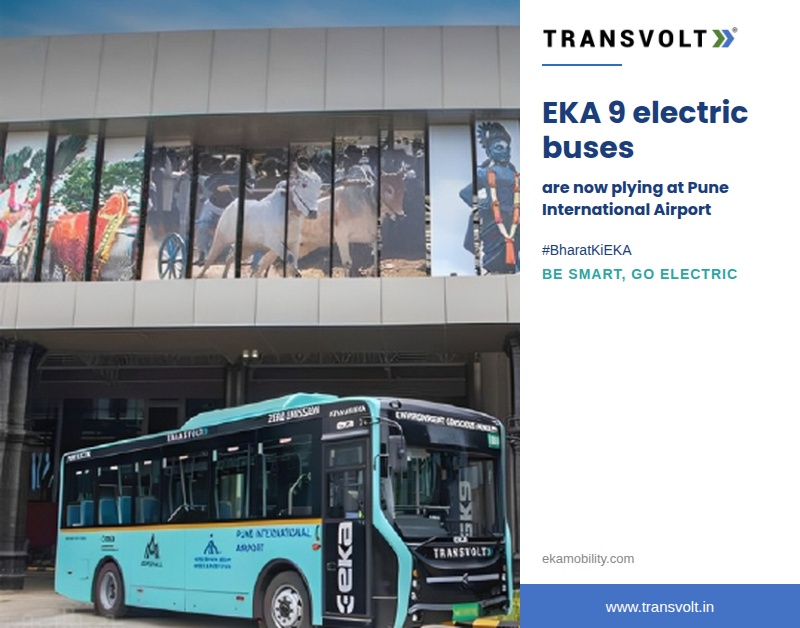 TRANSVOLT
EKA 9 electric
buses
are now plying at Pune
International Airport
#BharatKiEKA
BE SMART, GO ELECTRIC
ekamobility.com
www.transvolt.in
ZERO EMISSION
TRANSVOLT
PUNE INTERNATIONAL
AIRPORT
eka
EK9
TRANSVOLT